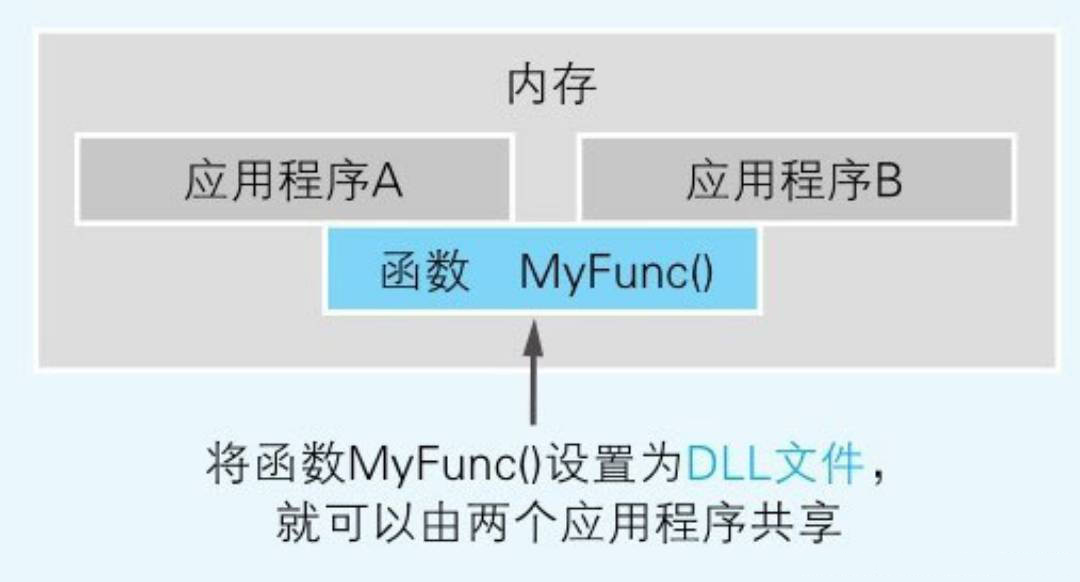 内存
应用程序A
应用程序B
函数 MyFunc()
将函数MyFunc()设置为DLL文件，
就可以由两个应用程序共享